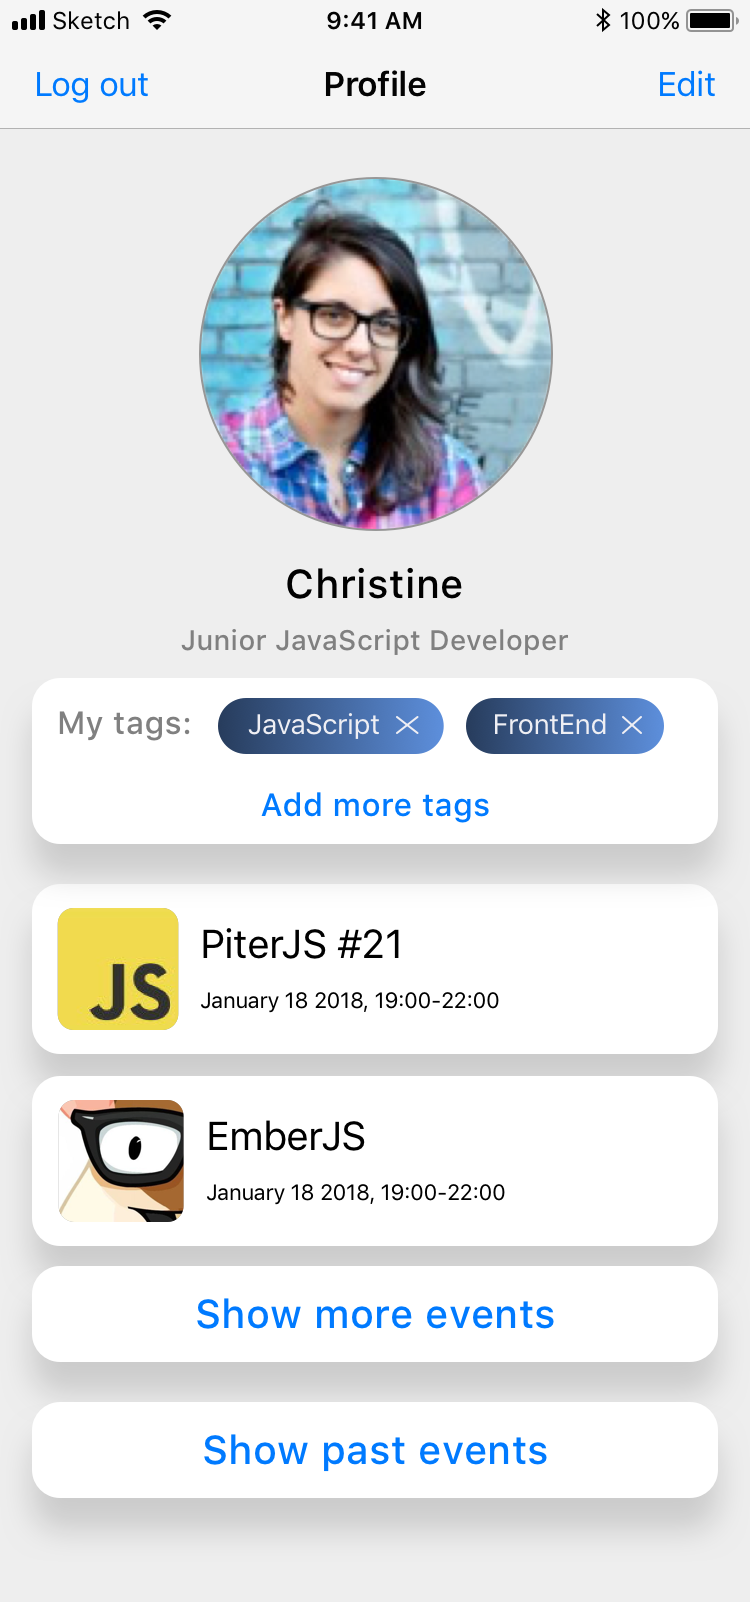 Sketch 9:41 AM 100%
Log out Profile Edit
Christine
Junior JavaScript Developer
My tags: JavaScript FrontEnd
Add more tags
JS
PiterJS #21
January 18 2018, 19:00-22:00
EmberJS
January 18 2018, 19:00-22:00
Show more events
Show past events